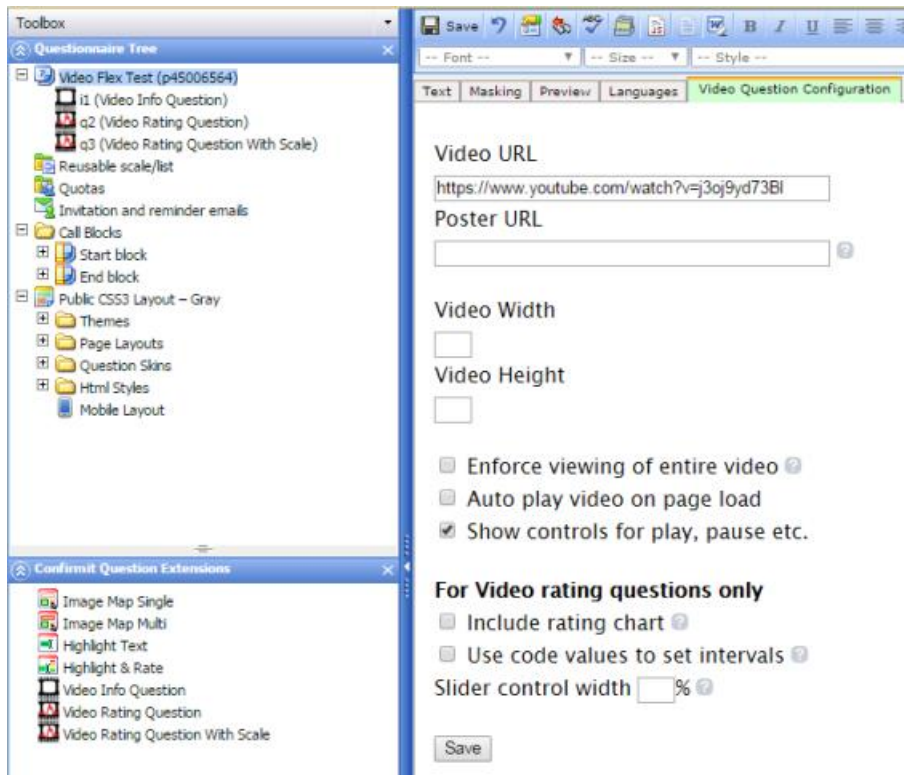 Toolbox
Questionnaire Tree
Video Flex Test (p45006564)
i1 (Video Info Question)
q2 (Video Rating Question)
q3 (Video Rating Question With Scale)
Reusable scale/list
Quotas
Invitation and reminder emails
Call Blocks
Start block
End block
Public CSS3 Layout – Gray
Themes
Page Layouts
Question Skins
Html Styles
Mobile Layout
Confirmit Question Extensions
Image Map Single
Image Map Multi
Highlight Text
Highlight & Rate
Video Info Question
Video Rating Question
Video Rating Question With Scale
Save ABC JS W B I U
-- Font -- -- Size -- -- Style --
Text Masking Preview Languages Video Question Configuration
Video URL
https://www.youtube.com/watch?v=j3oj9yd73BI
Poster URL
?
Video Width
Video Height
Enforce viewing of entire video ?
Auto play video on page load
Show controls for play, pause etc.
For Video rating questions only
Include rating chart ?
Use code values to set intervals ?
Slider control width % ?
Save